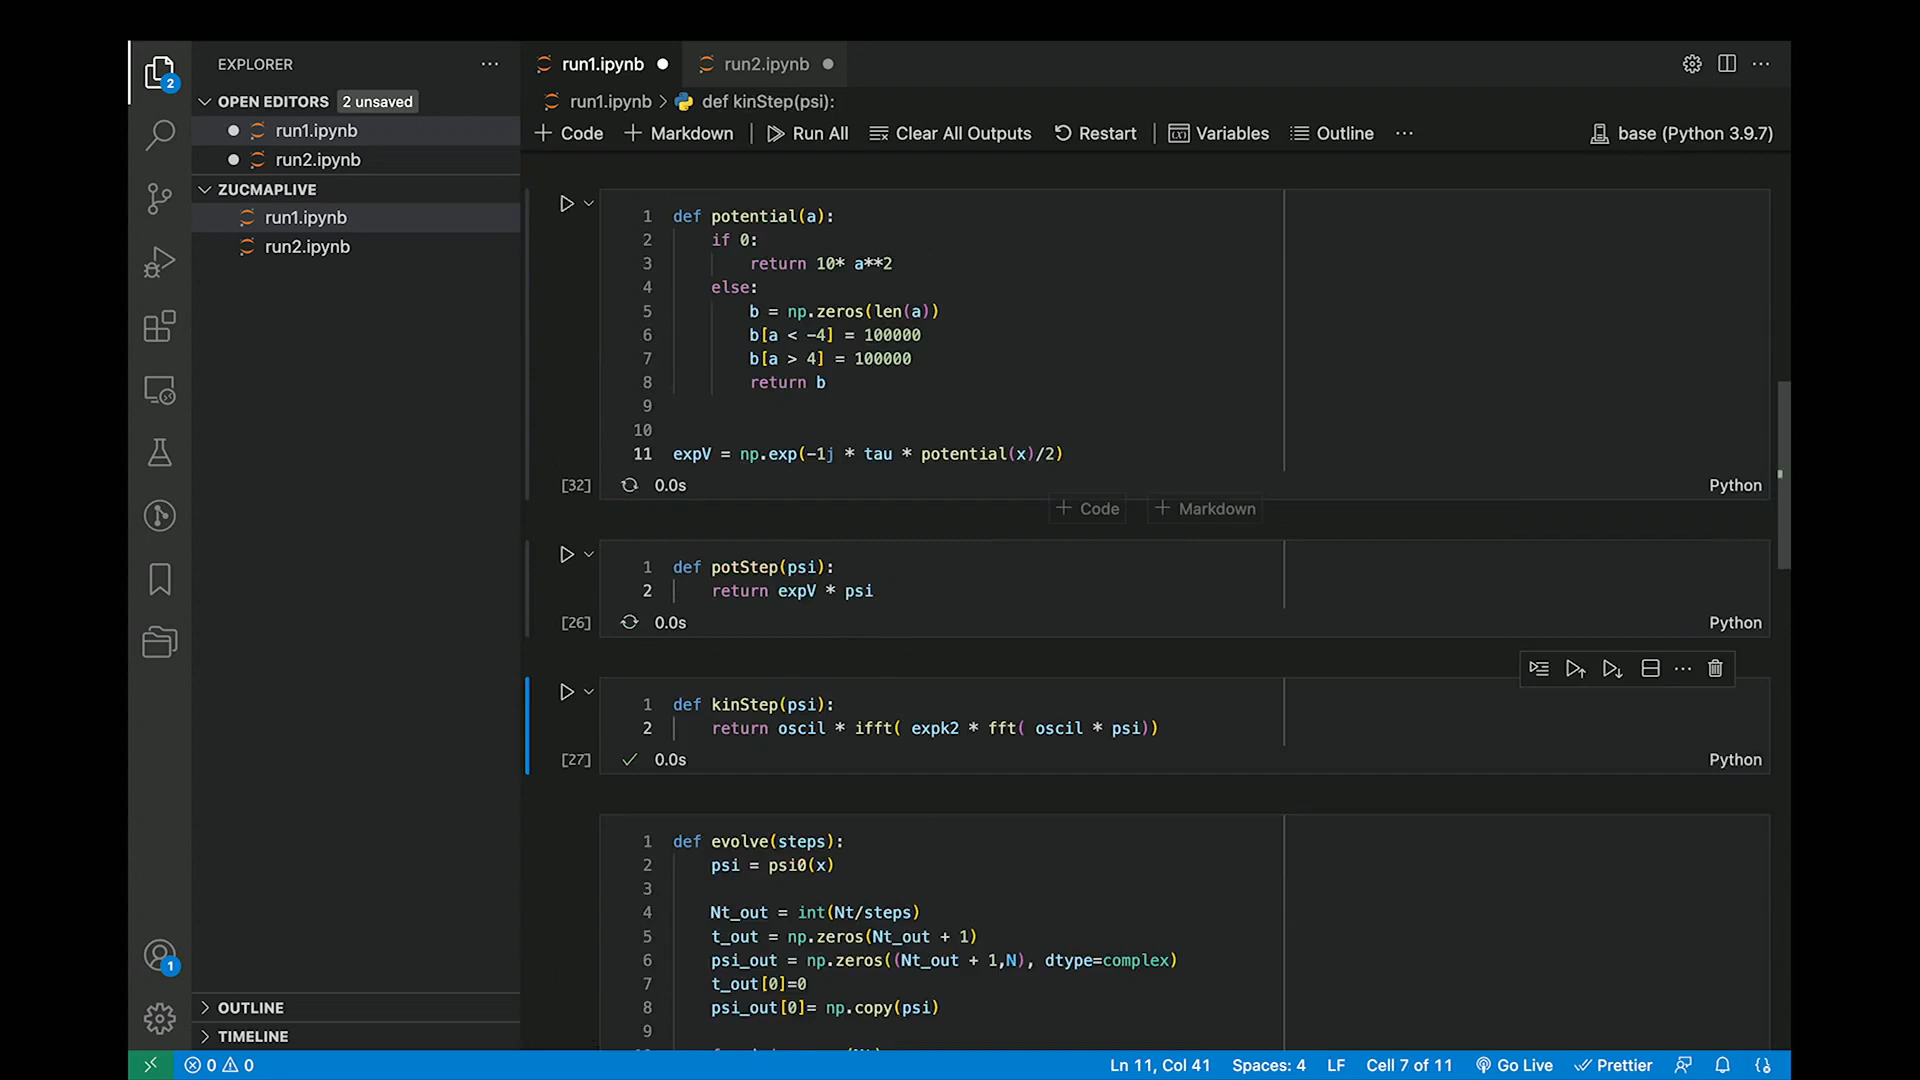 EXPLORER
OPEN EDITORS 2 unsaved
run1.ipynb
run2.ipynb
ZUCMAPLIVE
run1.ipynb
run2.ipynb
OUTLINE
TIMELINE
2
1
run1.ipynb
run2.ipynb
run1.ipynb > def kinStep(psi):
+ Code + Markdown Run All Clear All Outputs Restart Variables Outline ··· base (Python 3.9.7)
1 def potential(a):
2 if 0:
3 return 10* a**2
4 else:
5 b = np.zeros(len(a))
6 b[a < -4] = 100000
7 b[a > 4] = 100000
8 return b
9
10
11 expV = np.exp(-1j * tau * potential(x)/2)
[32] 0.0s Python
+ Code + Markdown
1 def potStep(psi):
2 return expV * psi
[26] 0.0s Python
1 def kinStep(psi):
2 return oscil * ifft( expk2 * fft( oscil * psi))
[27] 0.0s Python
1 def evolve(steps):
2 psi = psi0(x)
3
4 Nt_out = int(Nt/steps)
5 t_out = np.zeros(Nt_out + 1)
6 psi_out = np.zeros((Nt_out + 1,N), dtype=complex)
7 t_out[0]=0
8 psi_out[0]= np.copy(psi)
9
0 0 Ln 11, Col 41 Spaces: 4 LF Cell 7 of 11 Go Live Prettier